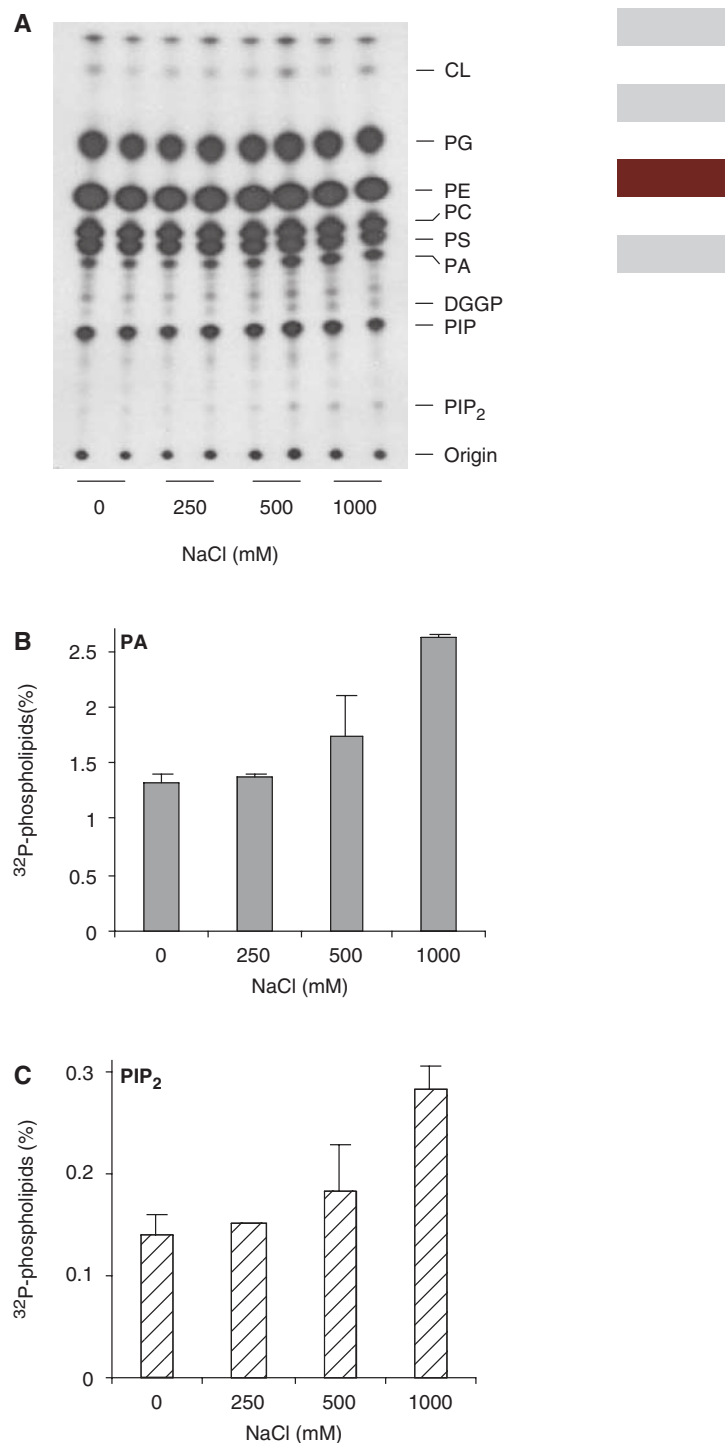 A
CL
PG
PE
PC
PS
PA
DGGP
PIP
PIP₂
Origin
0 250 500 1000
NaCl (mM)
B PA
³²P-phospholipids(%)
2.5
2
1.5
1
0.5
0
0 250 500 1000
NaCl (mM)
C PIP₂
³²P-phospholipids (%)
0.3
0.2
0.1
0
0 250 500 1000
NaCl (mM)